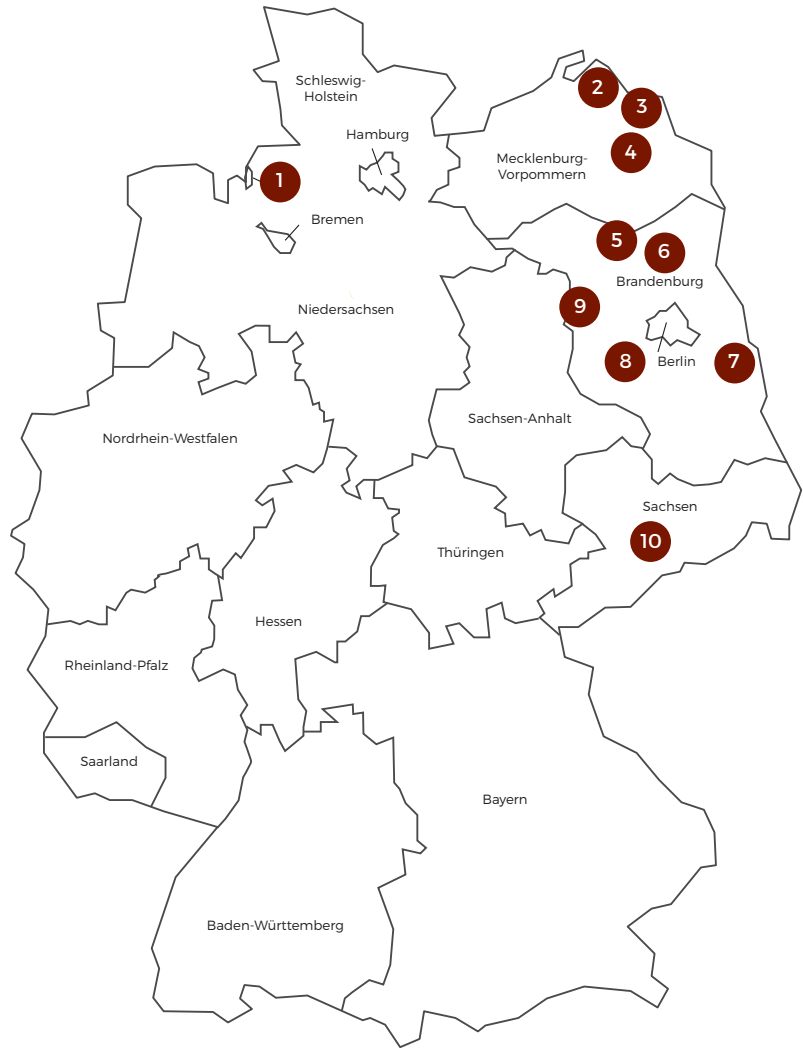 Schleswig-
Holstein
2
3
Hamburg
4
Mecklenburg-
Vorpommern
1
Bremen
5
6
Brandenburg
9
Niedersachsen
8
Berlin
7
Sachsen-Anhalt
Nordrhein-Westfalen
Sachsen
10
Thüringen
Hessen
Rheinland-Pfalz
Saarland
Bayern
Baden-Württemberg